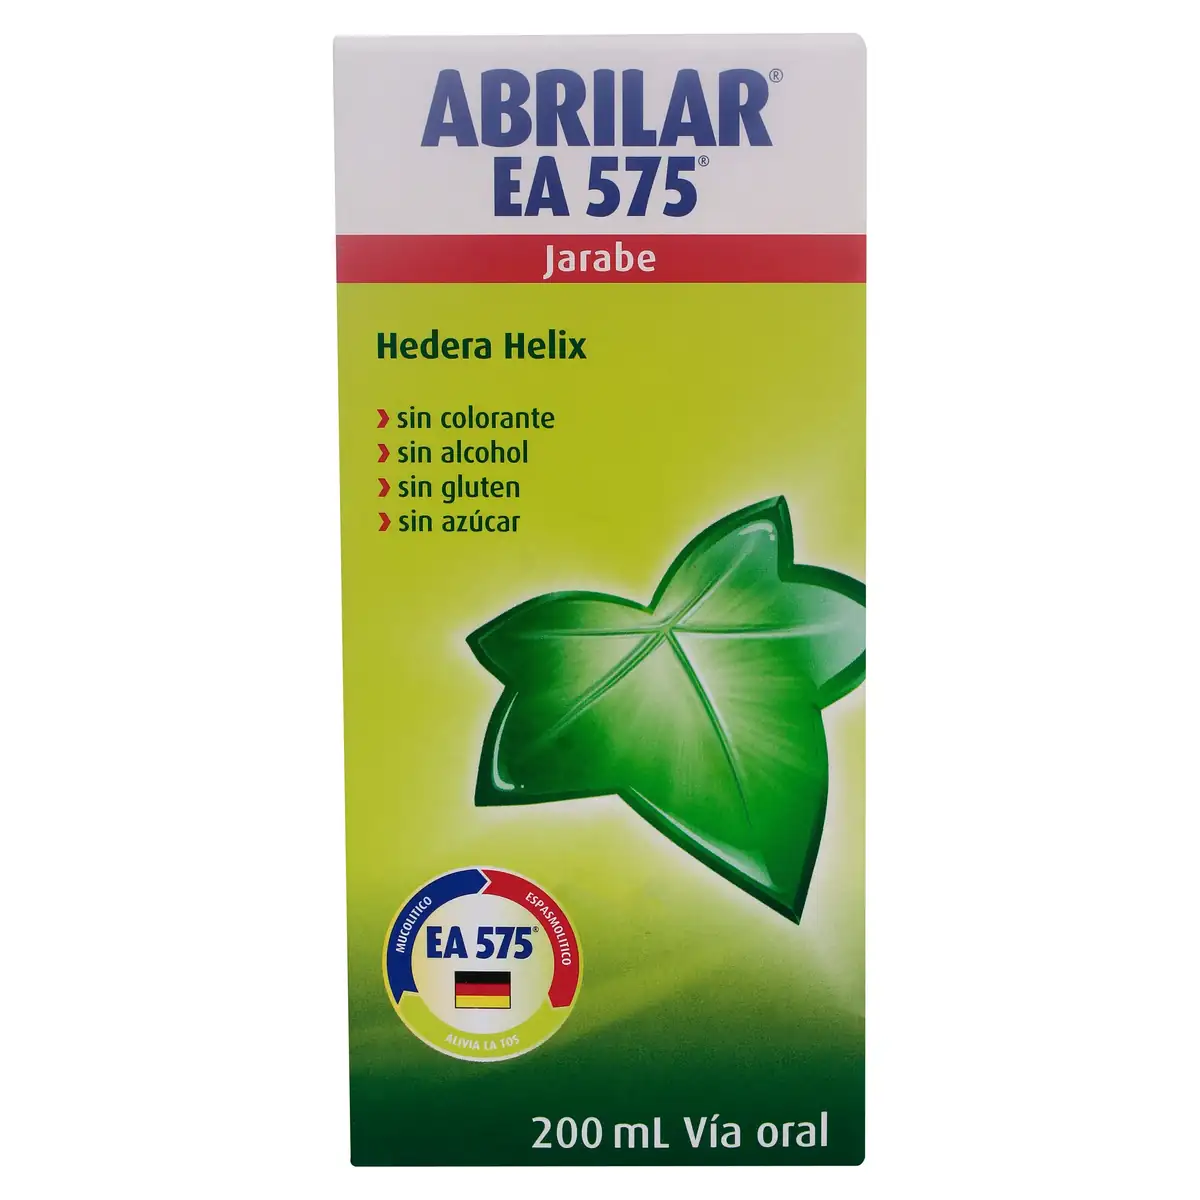 ABRILAR®
EA 575®
Jarabe
Hedera Helix
sin colorante
sin alcohol
sin gluten
sin azúcar
MUCOLITICO
ESPASMOLITICO
EA 575®
ALIVIA LA TOS
200 mL Vía oral